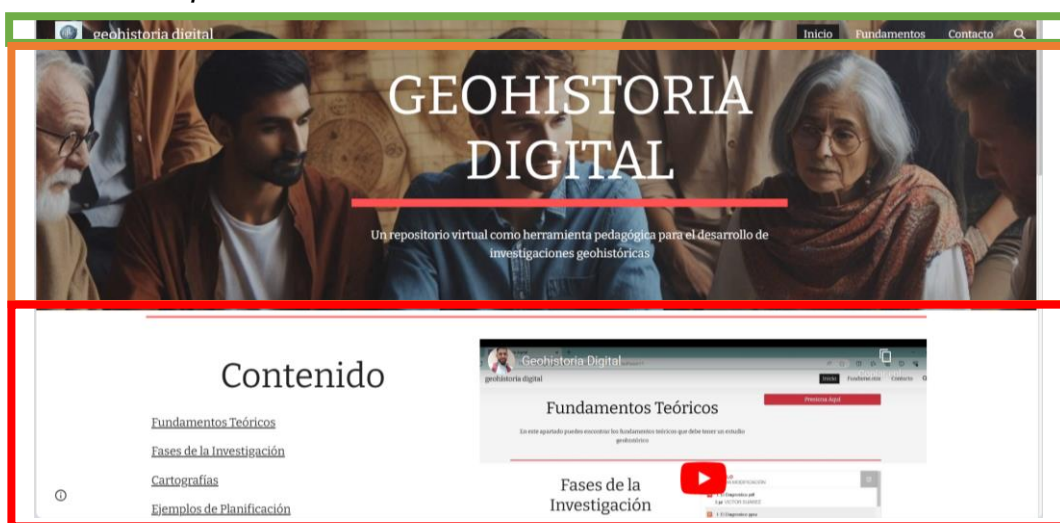 geohistoria digital
Inicio Fundamentos Contacto
GEOHISTORIA
DIGITAL
Un repositorio virtual como herramienta pedagógica para el desarrollo de
investigaciones geohistóricas
Contenido
Fundamentos Teóricos
Fases de la Investigación
Cartografías
Ejemplos de Planificación
Geohistoria Digital
geohistoria digital
Inicio Fundamentos Contacto
Presiona Aquí
Fundamentos Teóricos
En este apartado puedes encontrar los fundamentos teóricos que debe tener un estudio
geohistórico
Fases de la
Investigación